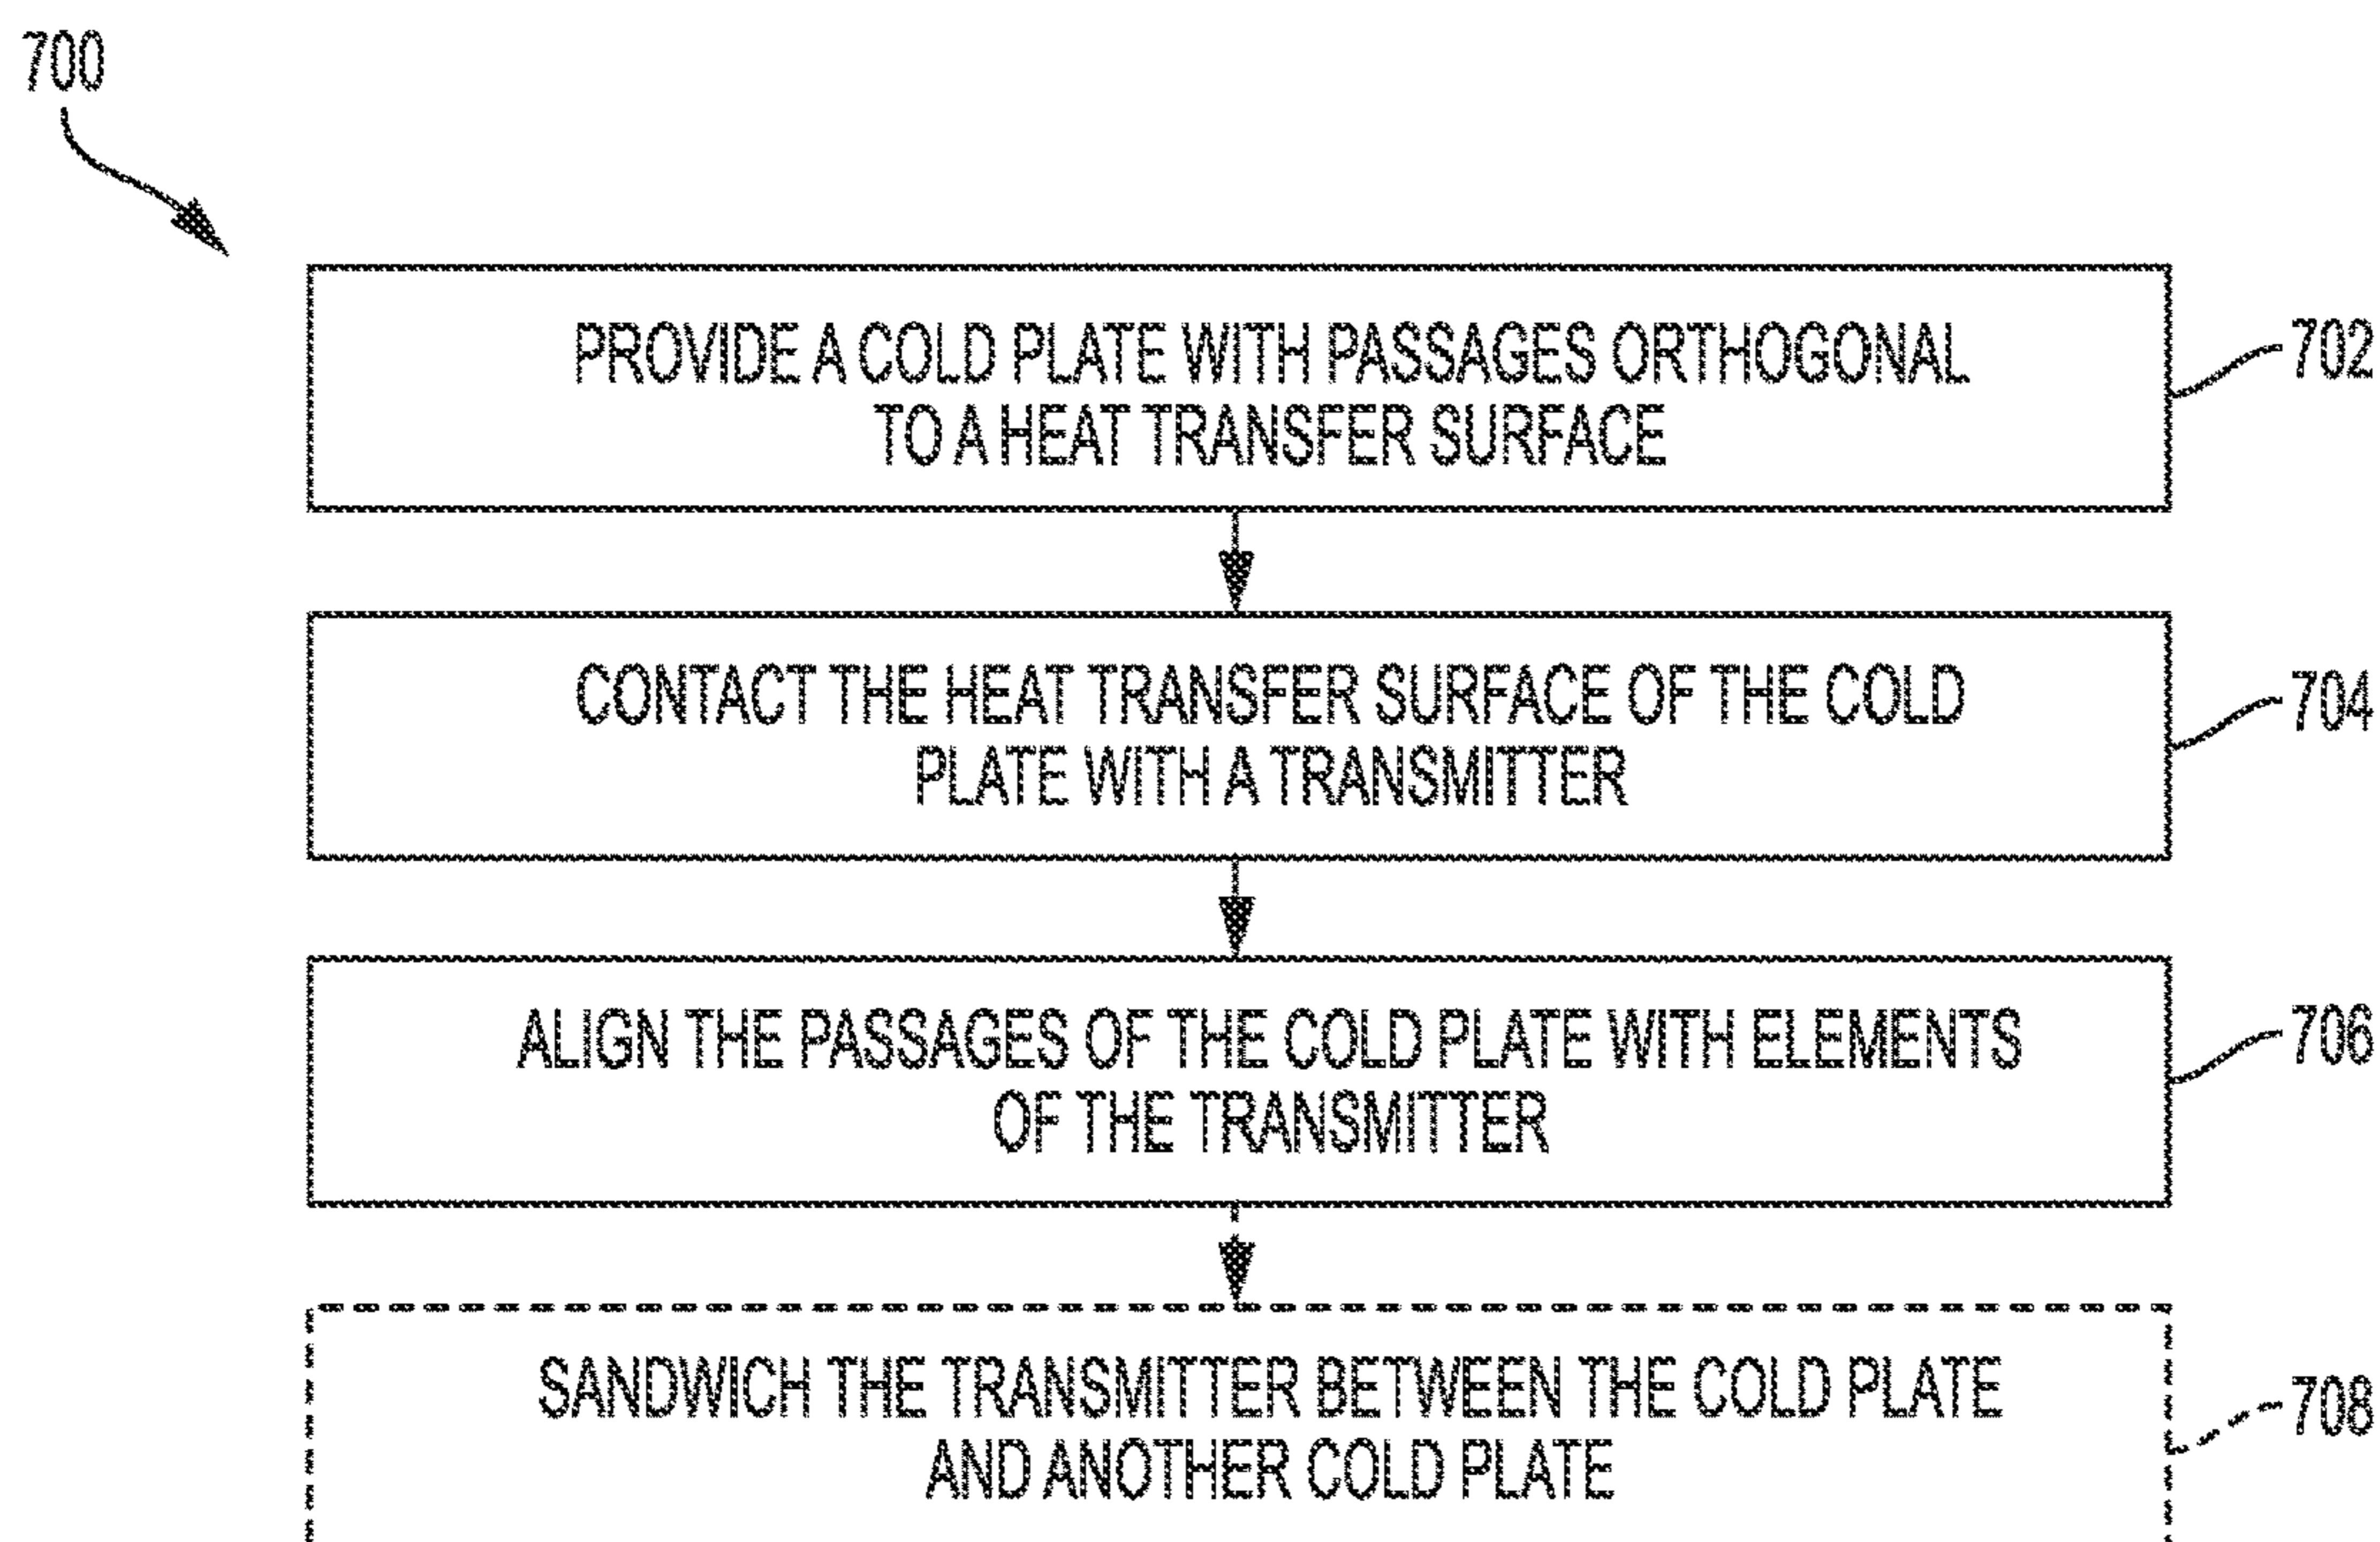 700
PROVIDE A COLD PLATE WITH PASSAGES ORTHOGONAL
TO A HEAT TRANSFER SURFACE
702
CONTACT THE HEAT TRANSFER SURFACE OF THE COLD
PLATE WITH A TRANSMITTER
704
ALIGN THE PASSAGES OF THE COLD PLATE WITH ELEMENTS
OF THE TRANSMITTER
706
SANDWICH THE TRANSMITTER BETWEEN THE COLD PLATE
AND ANOTHER COLD PLATE
708